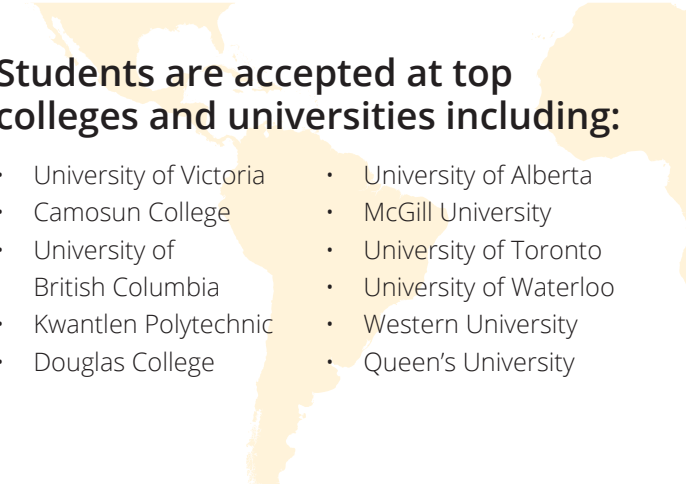 Students are accepted at top
colleges and universities including:
• University of Victoria
• Camosun College
• University of
British Columbia
• Kwantlen Polytechnic
• Douglas College
• University of Alberta
• McGill University
• University of Toronto
• University of Waterloo
• Western University
• Queen’s University